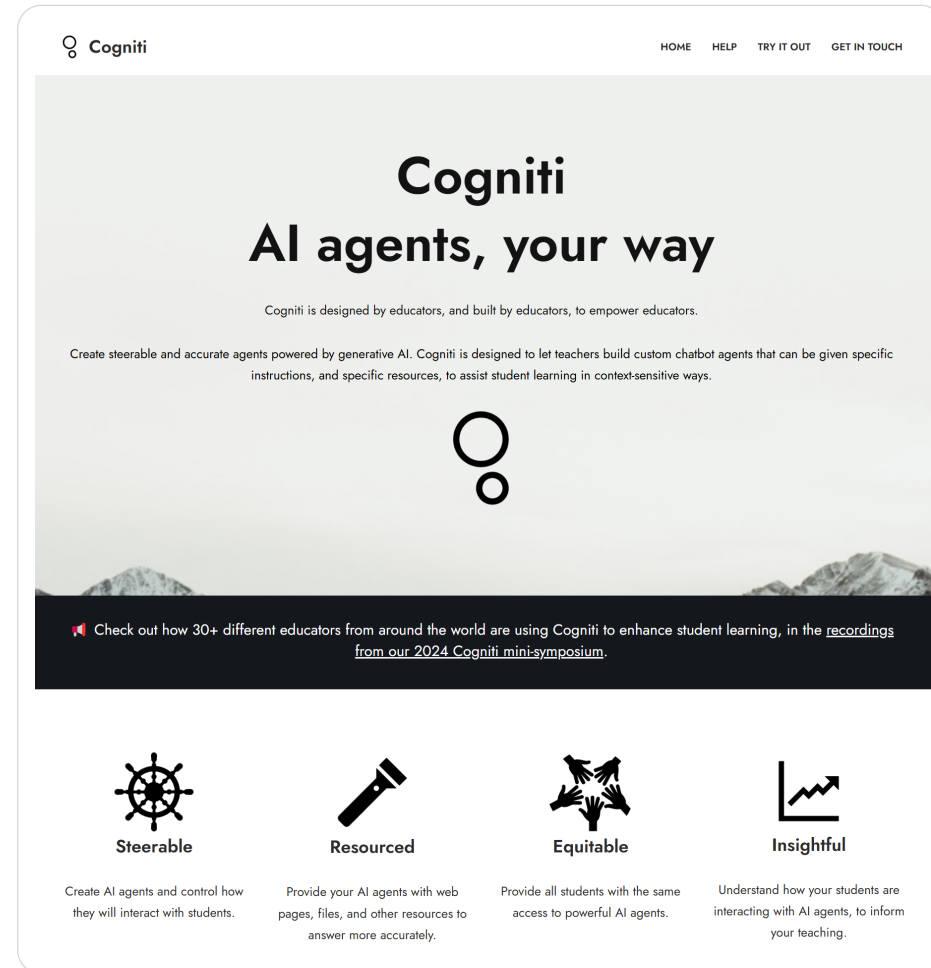 Cogniti
HOME HELP TRY IT OUT GET IN TOUCH
Cogniti
AI agents, your way
Cogniti is designed by educators, and built by educators, to empower educators.
Create steerable and accurate agents powered by generative AI. Cogniti is designed to let teachers build custom chatbot agents that can be given specific
instructions, and specific resources, to assist student learning in context-sensitive ways.
Check out how 30+ different educators from around the world are using Cogniti to enhance student learning, in the recordings
from our 2024 Cogniti mini-symposium.
Steerable
Create AI agents and control how
they will interact with students.
Resourced
Provide your AI agents with web
pages, files, and other resources to
answer more accurately.
Equitable
Provide all students with the same
access to powerful AI agents.
Insightful
Understand how your students are
interacting with AI agents, to inform
your teaching.